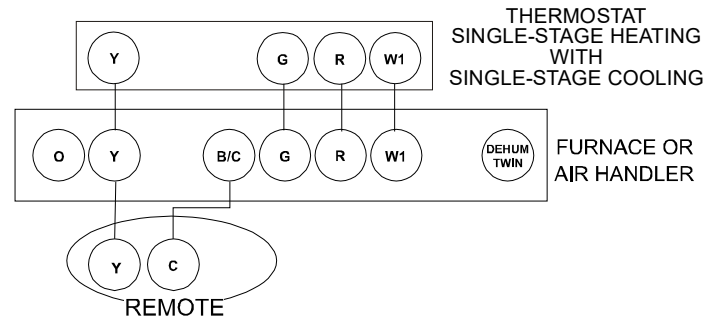 THERMOSTAT
SINGLE-STAGE HEATING
WITH
SINGLE-STAGE COOLING
Y G R W1
O Y B/C G R W1 DEHUM TWIN
FURNACE OR
AIR HANDLER
Y C
REMOTE